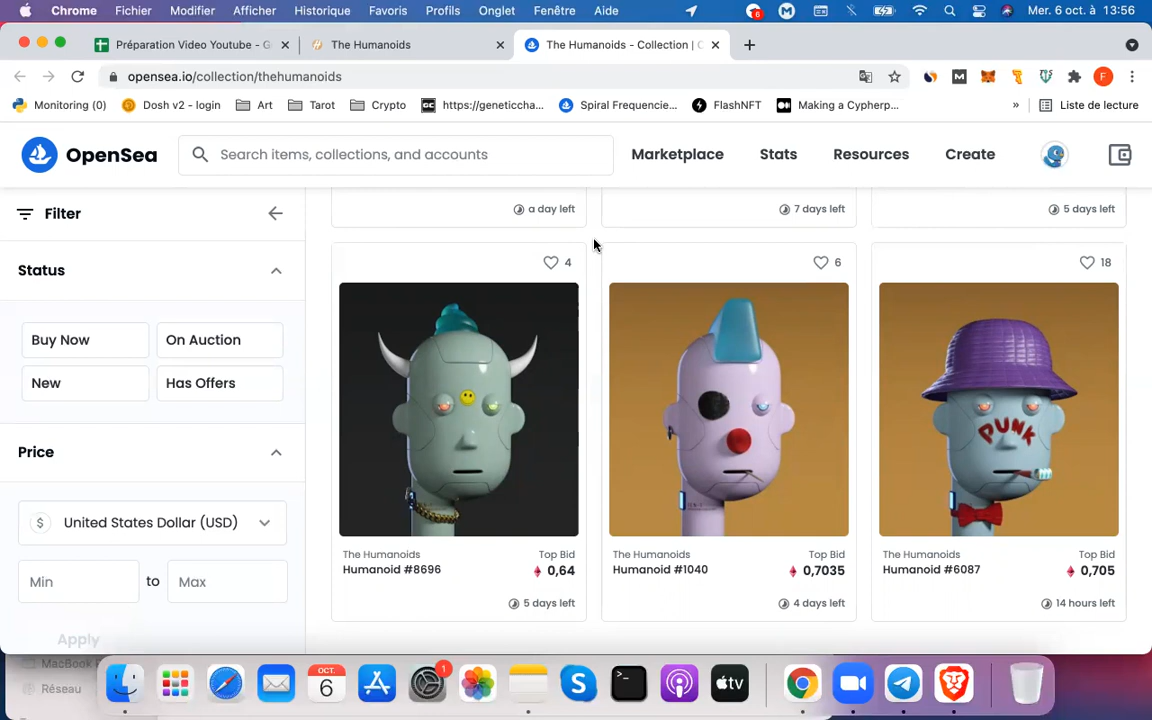 Chrome Fichier Modifier Afficher Historique Favoris Profils Onglet Fenêtre Aide 6 Mer. 6 oct. à 13:56
Préparation Video Youtube - G The Humanoids The Humanoids - Collection |
opensea.io/collection/thehumanoids F
Monitoring (0) Dosh v2 - login Art Tarot Crypto https://geneticcha... Spiral Frequencie... FlashNFT Making a Cypherp... » Liste de lecture
OpenSea Search items, collections, and accounts Marketplace Stats Resources Create
Filter
a day left 7 days left 5 days left
Status
4 6 18
Buy Now On Auction
New Has Offers
PUNK
Price
$ United States Dollar (USD)
Min to Max
The Humanoids Top Bid The Humanoids Top Bid The Humanoids Top Bid
Humanoid #8696 0,64 Humanoid #1040 0,7035 Humanoid #6087 0,705
5 days left 4 days left 14 hours left
Apply
Réseau
OCT.
6
1
tv